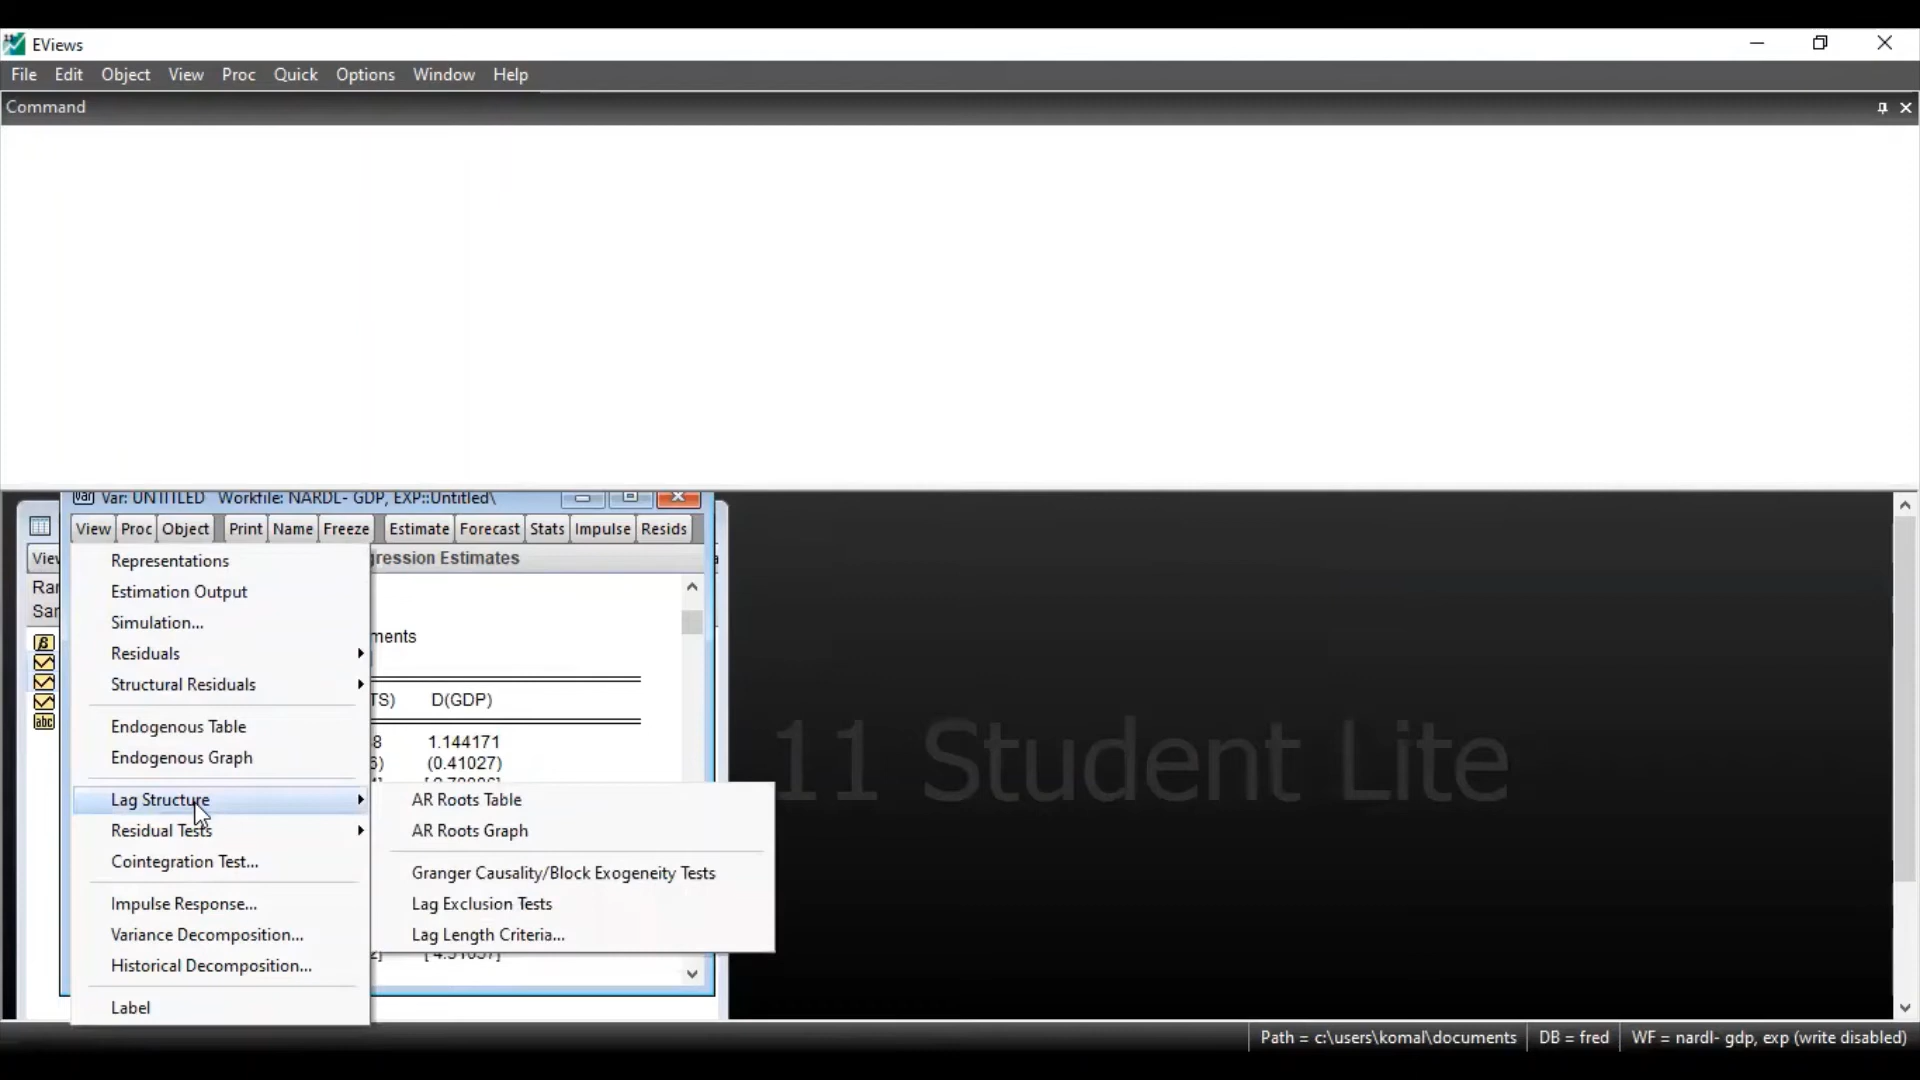 EViews
File Edit Object View Proc Quick Options Window Help
Command
Var: UNTITLED Workfile: NARDL- GDP, EXP::Untitled\
View Proc Object Print Name Freeze Estimate Forecast Stats Impulse Resids
Representations
Estimation Output
Simulation...
Residuals
Structural Residuals
Endogenous Table
Endogenous Graph
Lag Structure
Residual Tests
Cointegration Test...
Impulse Response...
Variance Decomposition...
Historical Decomposition...
Label
AR Roots Table
AR Roots Graph
Granger Causality/Block Exogeneity Tests
Lag Exclusion Tests
Lag Length Criteria...
ression Estimates
ments
TS) D(GDP)
8 1.144171
6) (0.41027)
abc
11 Student Lite
Path = c:\users\komal\documents DB = fred WF = nardl- gdp, exp (write disabled)